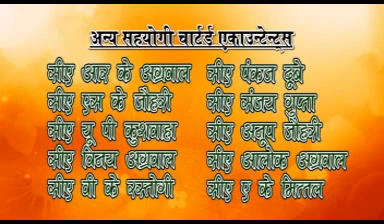 अन्य सहयोगी चार्टर्ड एकाउन्टेन्ट्स
सीए आर के अग्रवाल
सीए एस के जौहरी
सीए यू पी कुशवाहा
सीए विनय अग्रवाल
सीए वी के रस्तोगी
सीए पंकज दूबे
सीए संजय गुप्ता
सीए अनूप जौहरी
सीए आलोक अग्रवाल
सीए ए के मित्तल